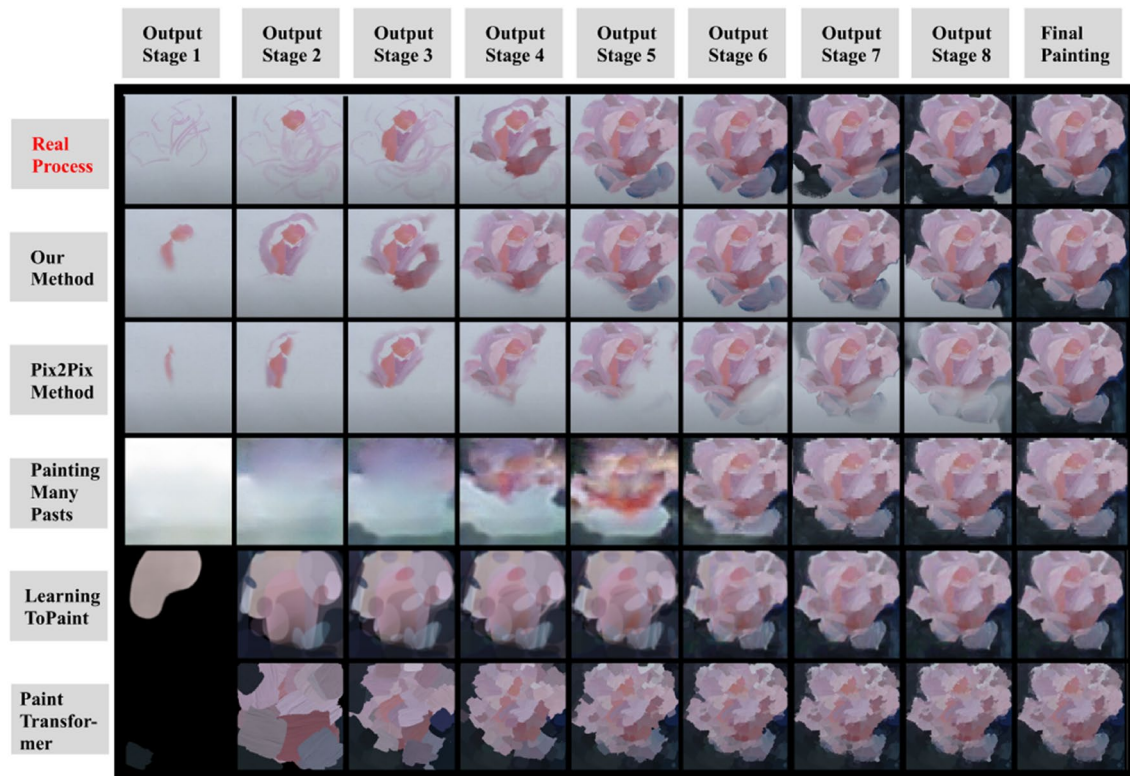 Output
Stage 1
Output
Stage 2
Output
Stage 3
Output
Stage 4
Output
Stage 5
Output
Stage 6
Output
Stage 7
Output
Stage 8
Final
Painting
Real
Process
Our
Method
Pix2Pix
Method
Painting
Many
Pasts
Learning
ToPaint
Paint
Transfor-
mer